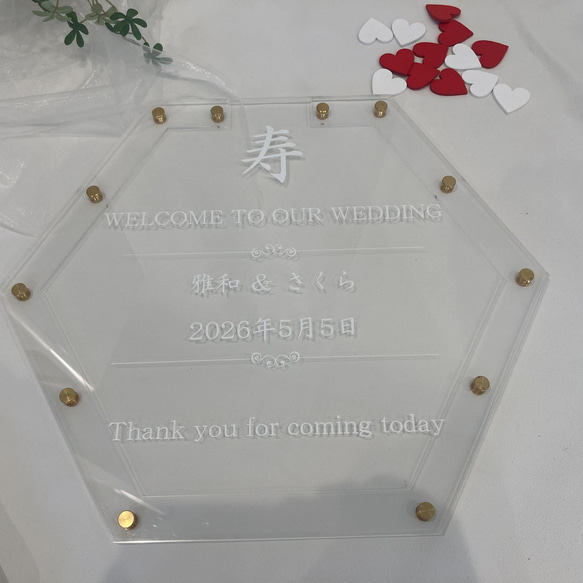 寿
WELCOME TO OUR WEDDING
雅和 & さくら
2026年5月5日
Thank you for coming today